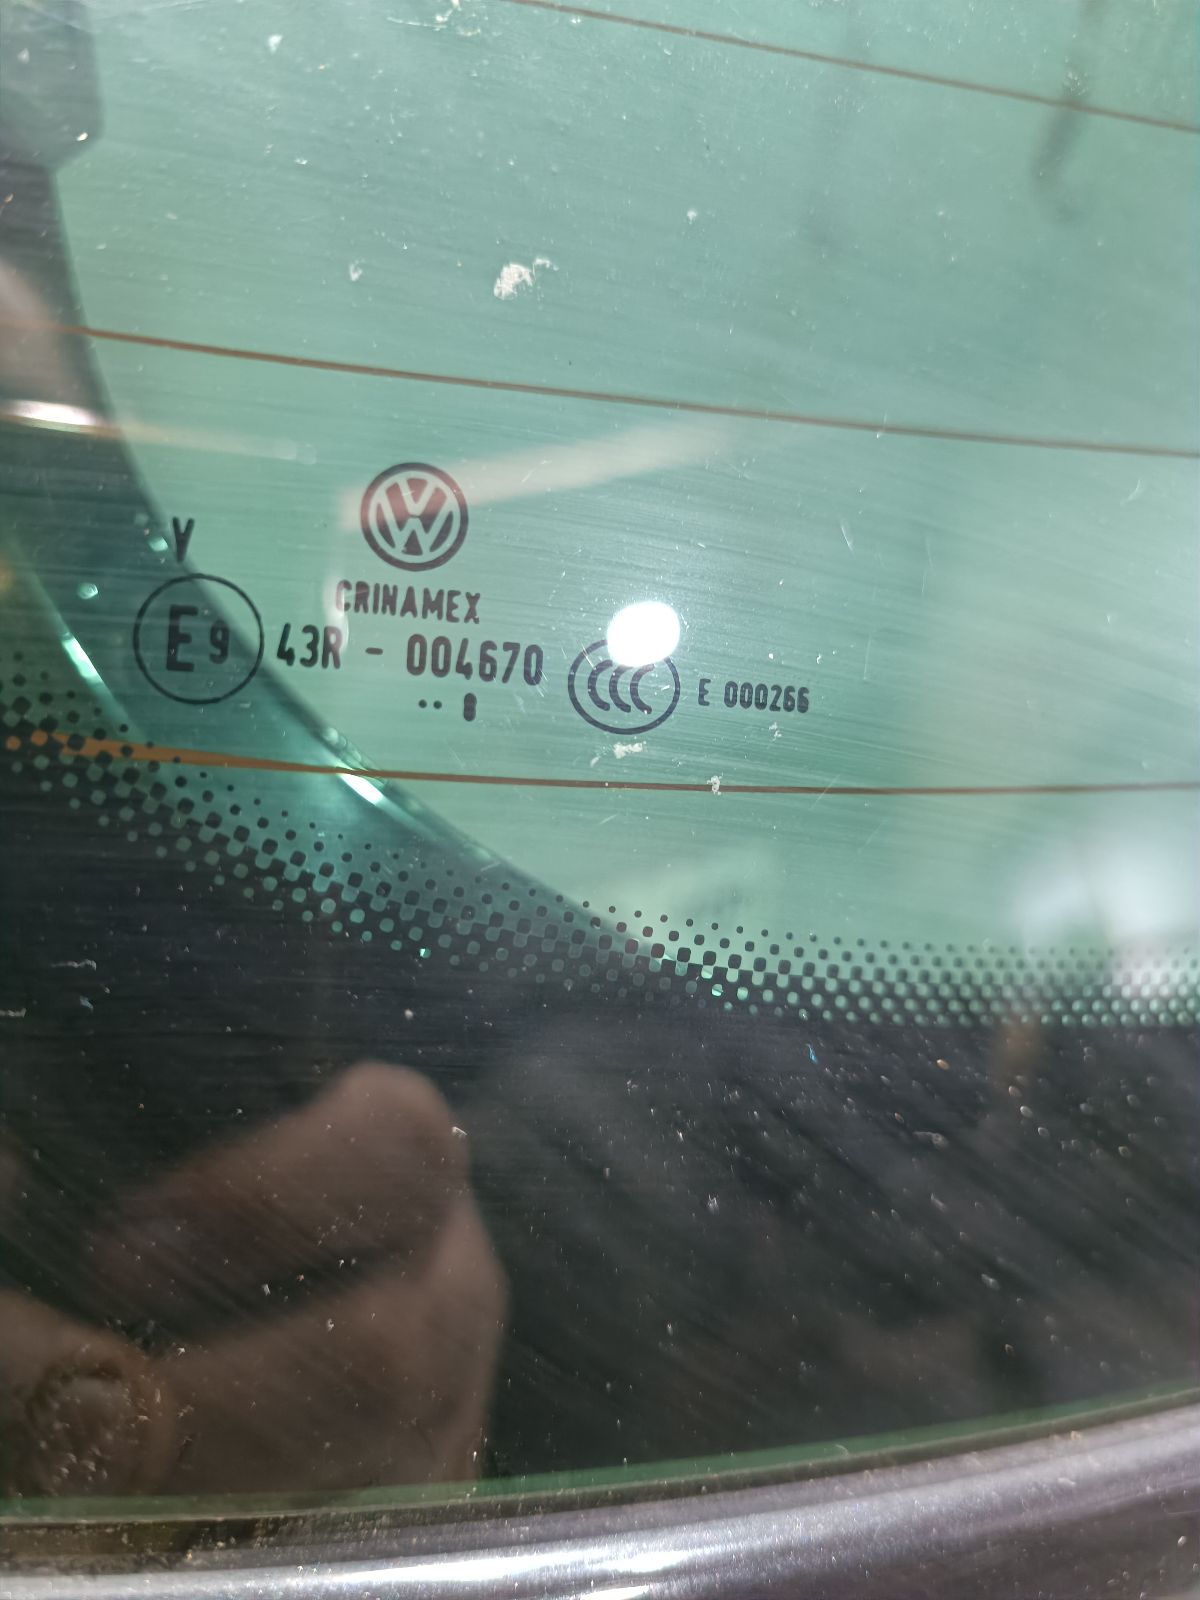 V
CRINAMEX
E9 43R - 004670
CCC E 000266
.. 8